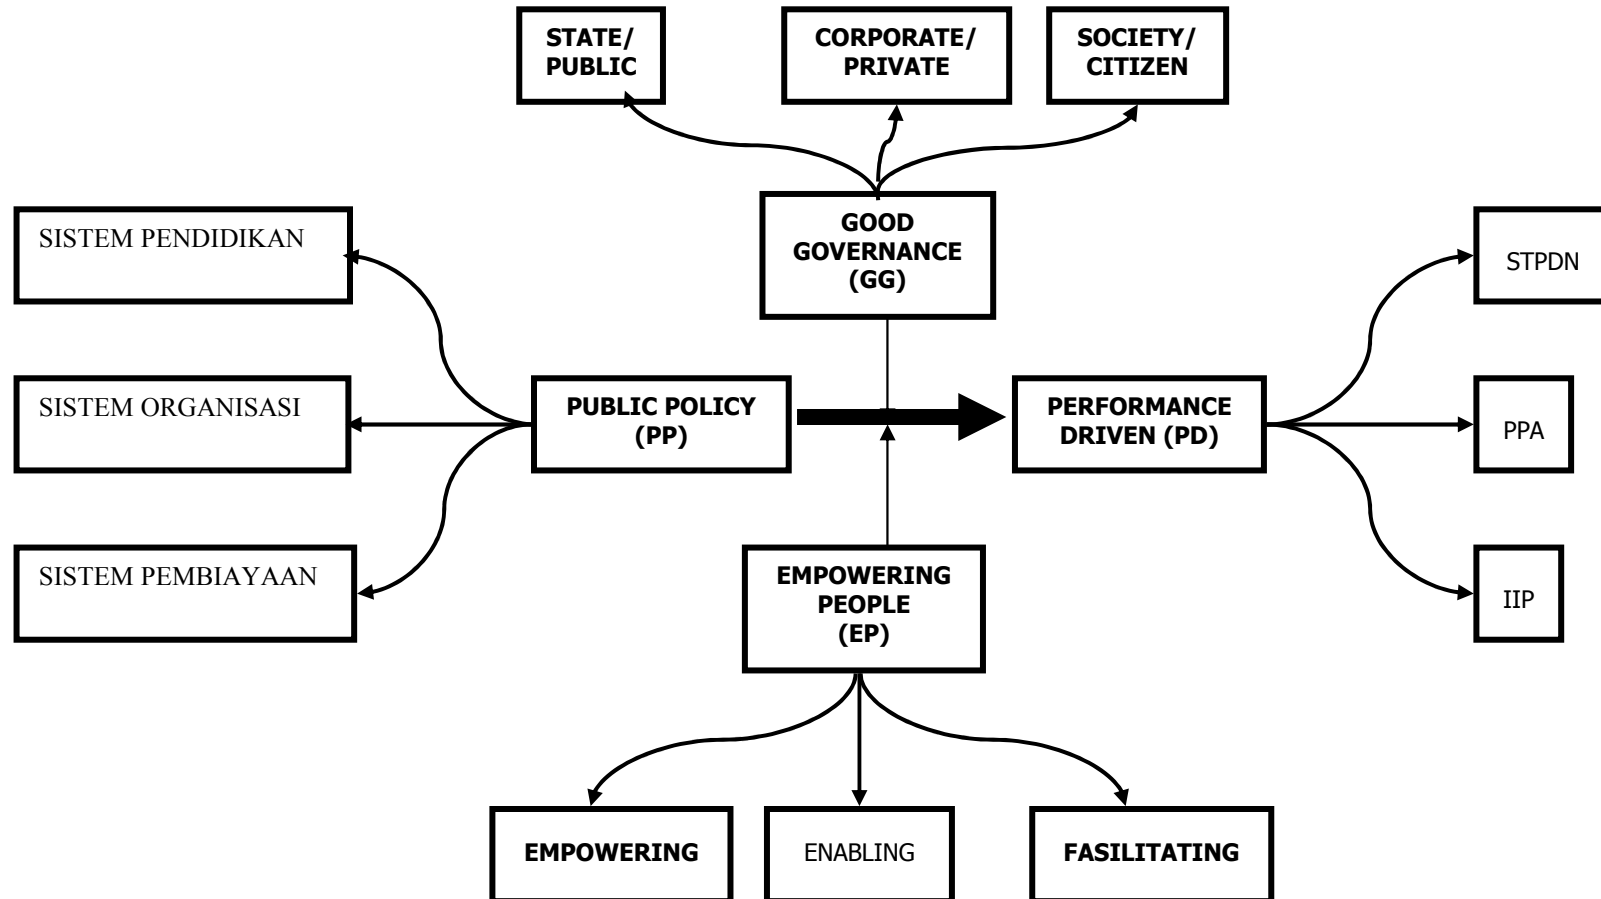 STATE/
PUBLIC
CORPORATE/
PRIVATE
SOCIETY/
CITIZEN
GOOD
GOVERNANCE
(GG)
SISTEM PENDIDIKAN
STPDN
SISTEM ORGANISASI
PUBLIC POLICY
(PP)
PERFORMANCE
DRIVEN (PD)
PPA
SISTEM PEMBIAYAAN
EMPOWERING
PEOPLE
(EP)
IIP
EMPOWERING
ENABLING
FASILITATING